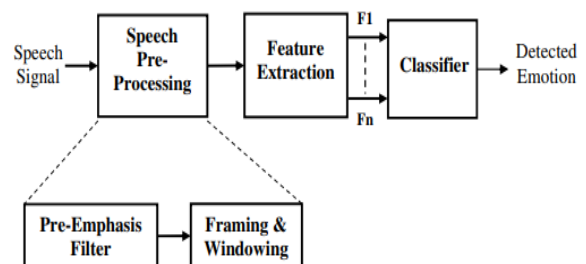 Speech
Signal
Speech
Pre-
Processing
Feature
Extraction
F1
Fn
Classifier
Detected
Emotion
Pre-Emphasis
Filter
Framing &
Windowing